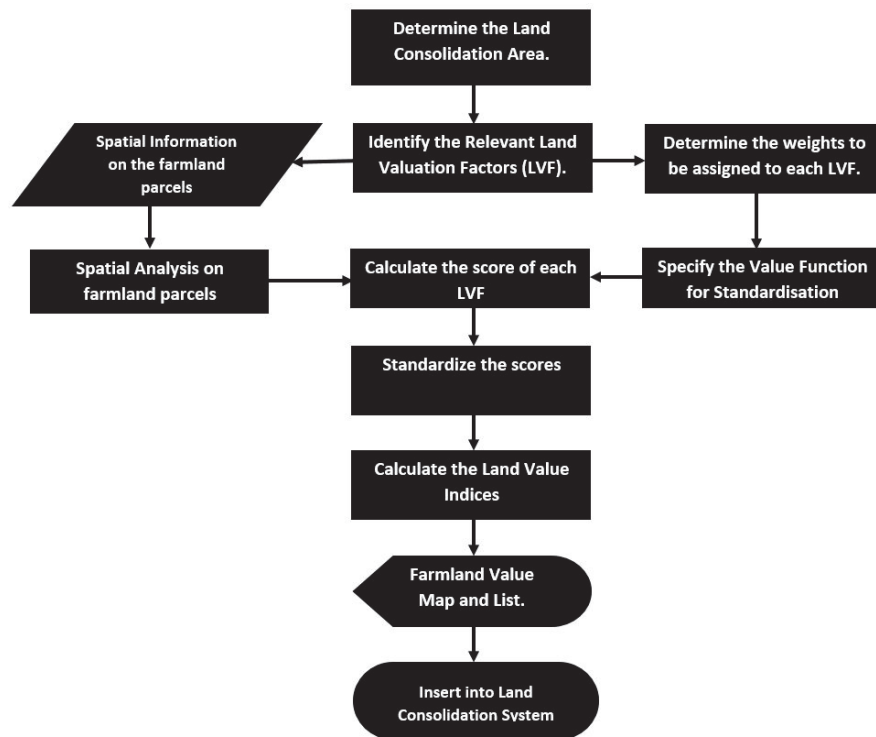 Determine the Land
Consolidation Area.
Spatial Information
on the farmland
parcels
Identify the Relevant Land
Valuation Factors (LVF).
Determine the weights to
be assigned to each LVF.
Spatial Analysis on
farmland parcels
Calculate the score of each
LVF
Specify the Value Function
for Standardisation
Standardize the scores
Calculate the Land Value
Indices
Farmland Value
Map and List.
Insert into Land
Consolidation System